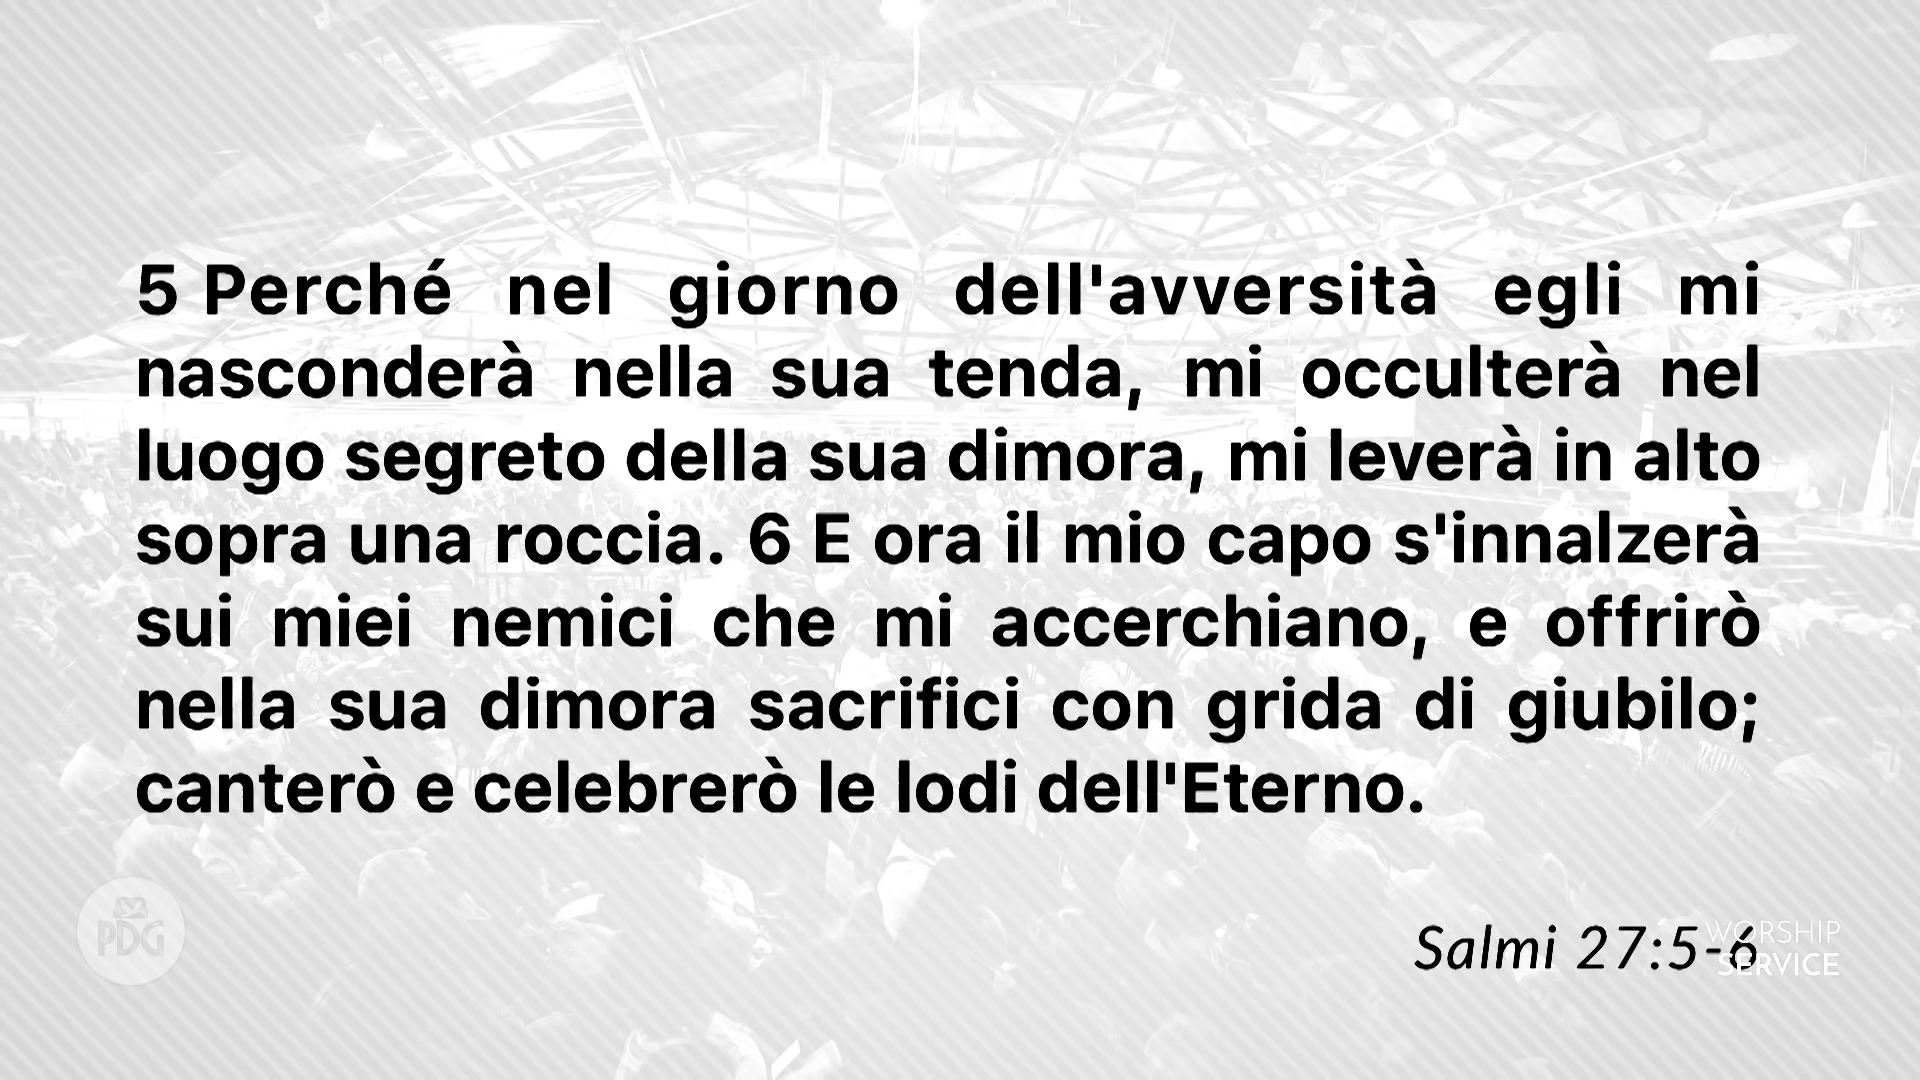 5 Perché nel giorno dell'avversità egli mi
nasconderà nella sua tenda, mi occulterà nel
luogo segreto della sua dimora, mi leverà in alto
sopra una roccia. 6 E ora il mio capo s'innalzerà
sui miei nemici che mi accerchiano, e offrirò
nella sua dimora sacrifici con grida di giubilo;
canterò e celebrerò le lodi dell'Eterno.
PDG
Salmi 27:5-6
WORSHIP
SERVICE